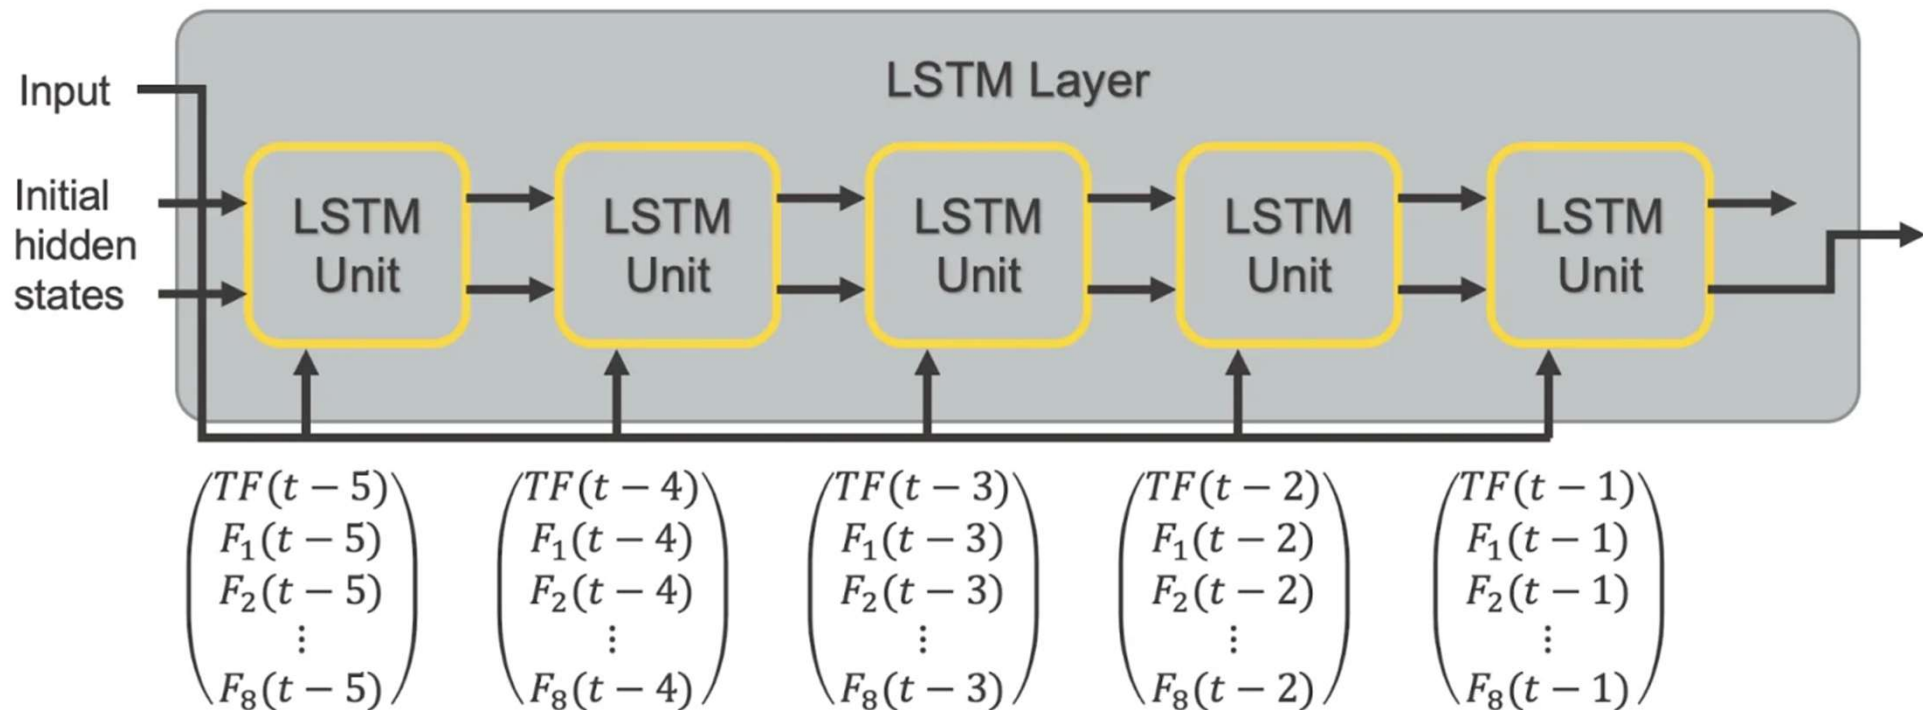 LSTM Layer
Input
Initial
hidden
states
LSTM
Unit
LSTM
Unit
LSTM
Unit
LSTM
Unit
LSTM
Unit
TF(t − 5)
F₁(t − 5)
F₂(t − 5)
⋮
F₈(t − 5)
TF(t − 4)
F₁(t − 4)
F₂(t − 4)
⋮
F₈(t − 4)
TF(t − 3)
F₁(t − 3)
F₂(t − 3)
⋮
F₈(t − 3)
TF(t − 2)
F₁(t − 2)
F₂(t − 2)
⋮
F₈(t − 2)
TF(t − 1)
F₁(t − 1)
F₂(t − 1)
⋮
F₈(t − 1)